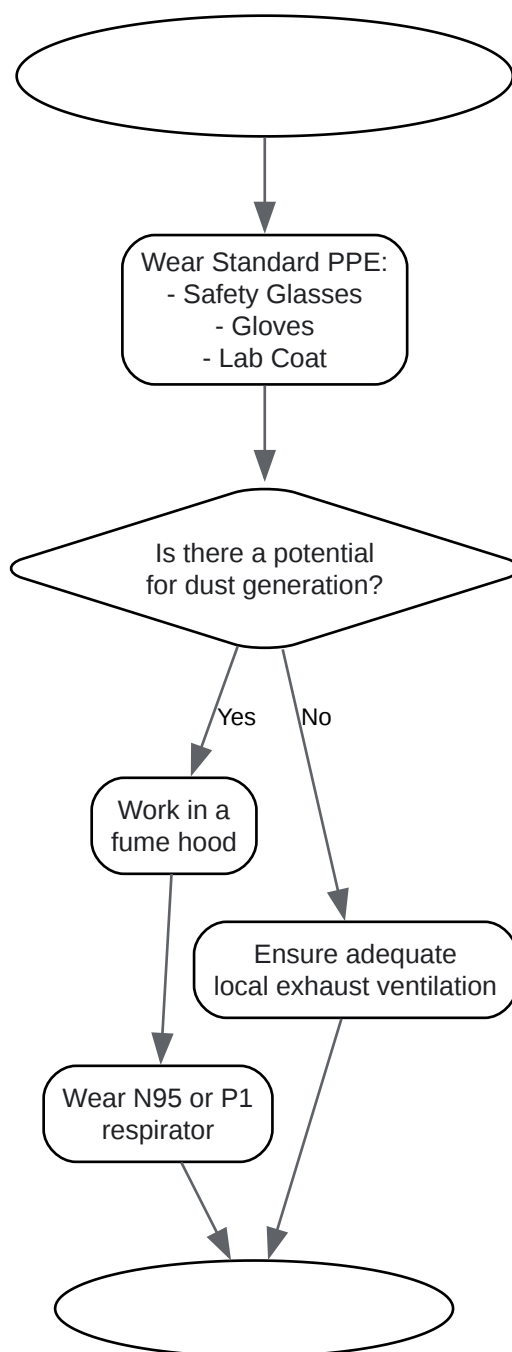 Wear Standard PPE:
- Safety Glasses
- Gloves
- Lab Coat
Is there a potential
for dust generation?
Yes
No
Work in a
fume hood
Ensure adequate
local exhaust ventilation
Wear N95 or P1
respirator